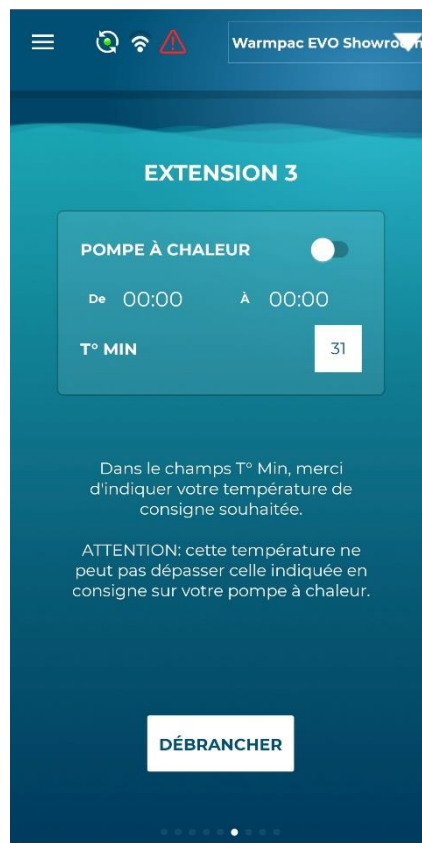 Warmpac EVO Showroom
EXTENSION 3
POMPE À CHALEUR
De 00:00 À 00:00
T° MIN 31
Dans le champs T° Min, merci
d'indiquer votre température de
consigne souhaitée.
ATTENTION: cette température ne
peut pas dépasser celle indiquée en
consigne sur votre pompe à chaleur.
DÉBRANCHER